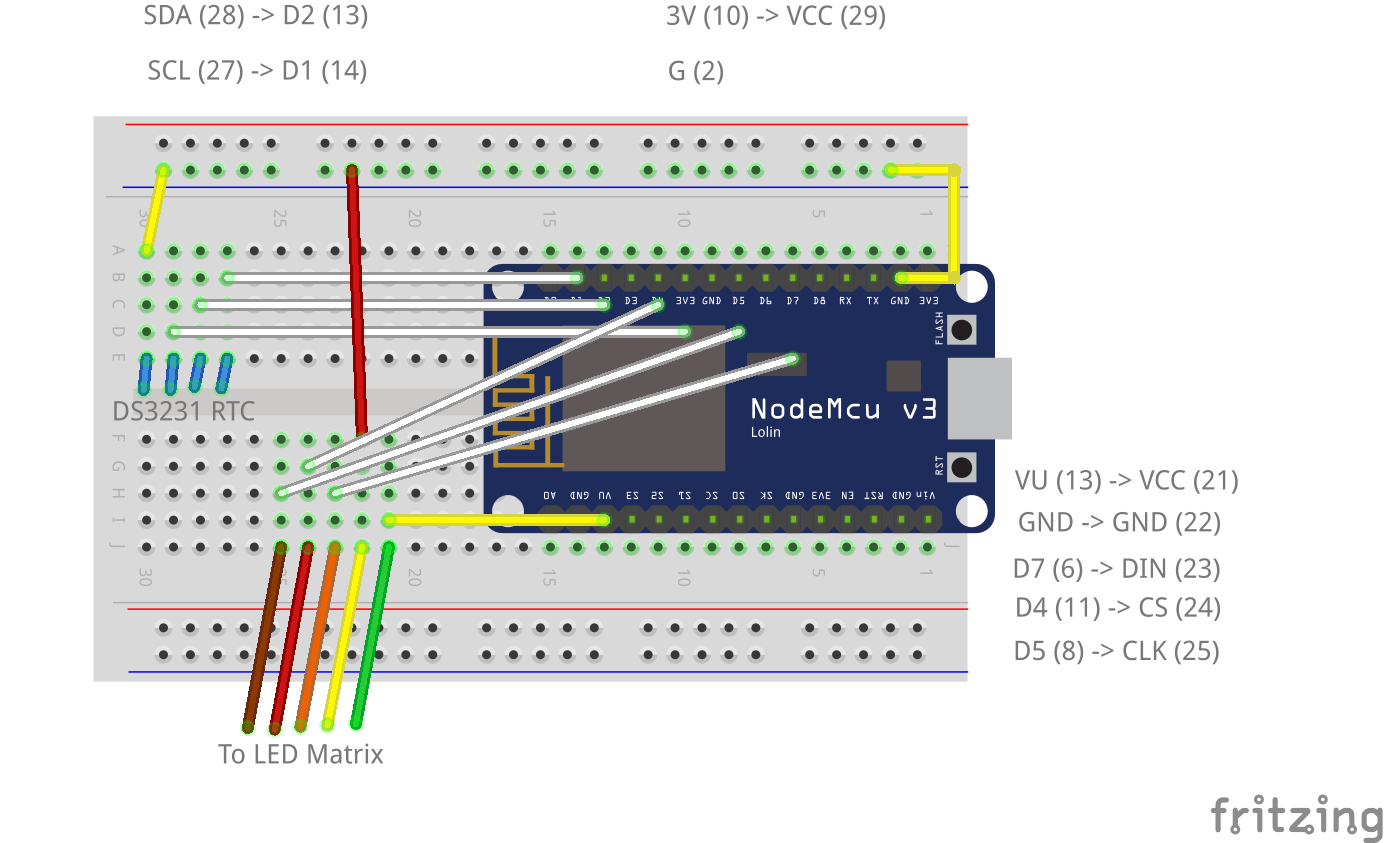 SDA (28) -> D2 (13)
3V (10) -> VCC (29)
SCL (27) -> D1 (14)
G (2)
30 25 20 15 10 5 1
A
B
C
D
E
D1 D2 D3 D4 3V3 GND D5 D6 D7 D8 RX TX GND 3V3
FLASH
DS3231 RTC
NodeMcu v3
Lolin
F
G
H
I
J
RST
A0 GND VU S3 S2 S1 SC S0 SK GND 3V3 EN RST GND Vin
J
30 25 20 15 10 5 1
VU (13) -> VCC (21)
GND -> GND (22)
D7 (6) -> DIN (23)
D4 (11) -> CS (24)
D5 (8) -> CLK (25)
To LED Matrix
fritzing